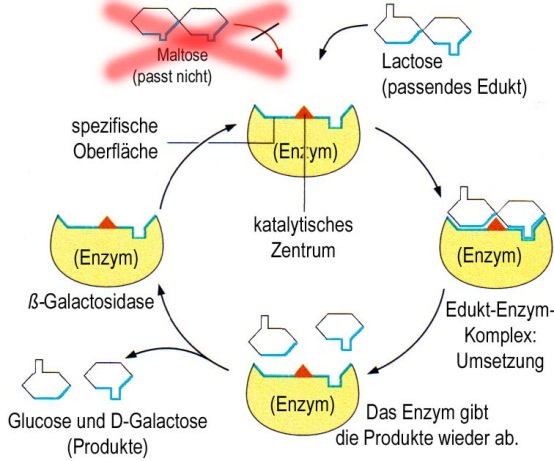 Maltose
(passt nicht)
Lactose
(passendes Edukt)
spezifische
Oberfläche
(Enzym)
katalytisches
Zentrum
(Enzym)
ß-Galactosidase
(Enzym)
Edukt-Enzym-
Komplex:
Umsetzung
(Enzym)
Das Enzym gibt
die Produkte wieder ab.
Glucose und D-Galactose
(Produkte)